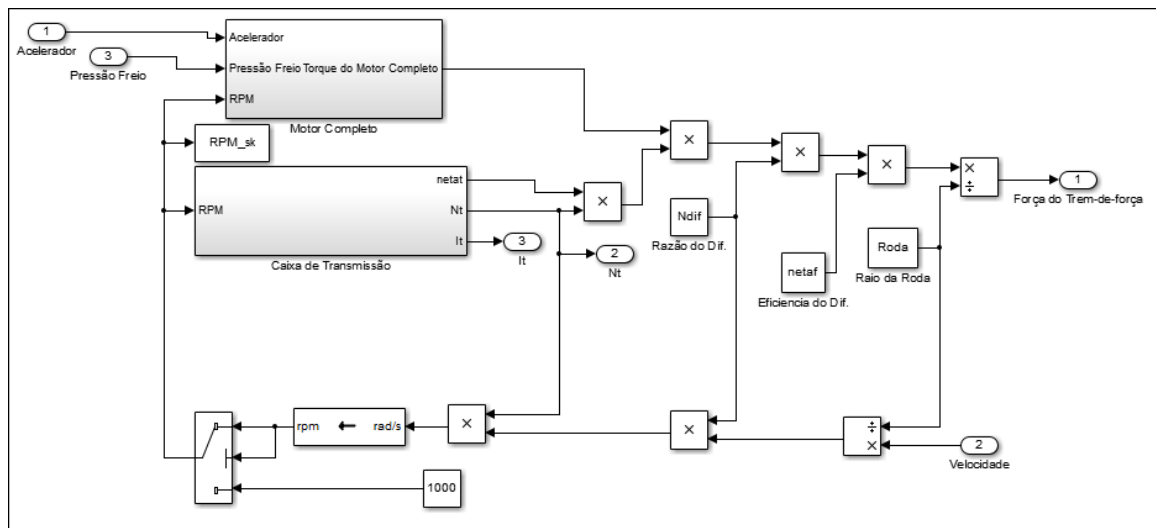 1
Acelerador
3
Pressão Freio
Acelerador
Pressão Freio Torque do Motor Completo
RPM
Motor Completo
RPM_sk
RPM
netat
Nt
It
Caixa de Transmissão
3
It
2
Nt
×
×
×
×
×
÷
1
Força do Trem-de-força
Ndif
Razão do Dif.
netaf
Eficiencia do Dif.
Roda
Raio da Roda
rpm
rad/s
×
×
÷
×
2
Velocidade
1000